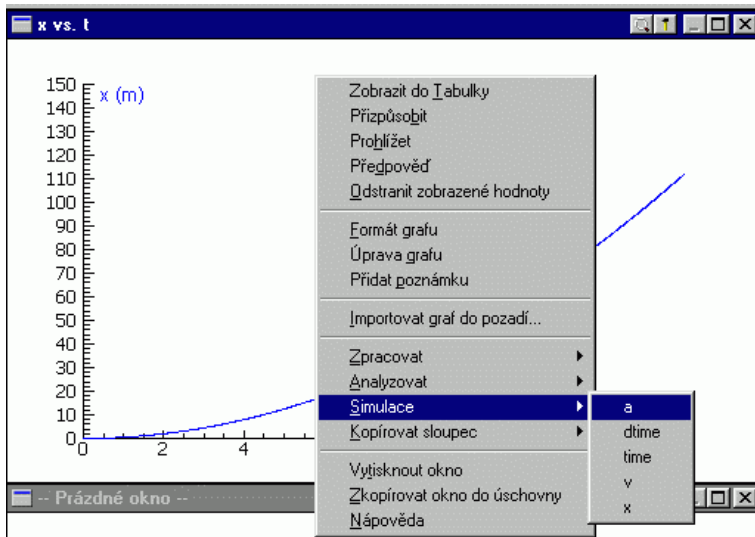 x vs. t
150
x (m)
140
130
120
110
100
90
80
70
60
50
40
30
20
10
0
0 2 4
Zobrazit do Tabulky
Přizpůsobit
Prohlížet
Předpověď
Odstranit zobrazené hodnoty
Formát grafu
Úprava grafu
Přidat poznámku
Importovat graf do pozadí...
Zpracovat
Analyzovat
Simulace
Kopírovat sloupec
Vytisknout okno
Zkopírovat okno do úschovny
Nápověda
a
dtime
time
v
x
-- Prázdné okno --